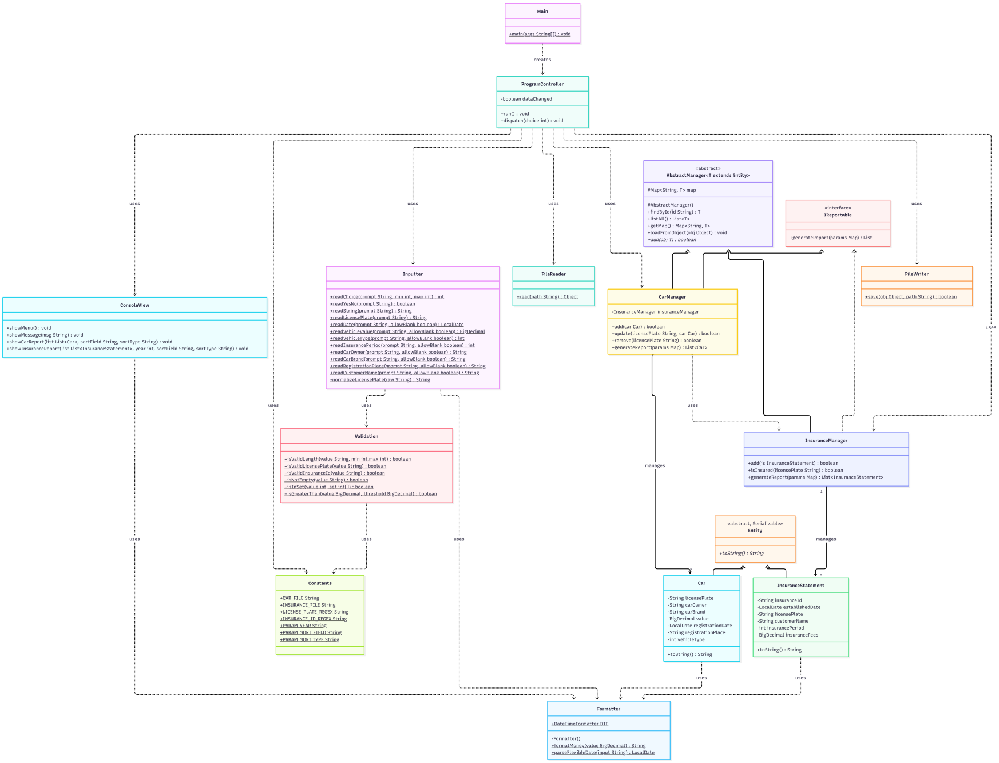 Main
+main(args String[]) : void
creates
ProgramController
-boolean dataChanged
+run() : void
+dispatch(choice int) : void
uses
uses
uses
uses
uses
uses
uses
«abstract»
AbstractManager<T extends Entity>
#Map<String, T> map
#AbstractManager()
+findById(id String) : T
+listAll() : List<T>
+getMap() : Map<String, T>
+loadFromObject(obj Object) : void
+add(obj T) : boolean
«interface»
IReportable
+generateReport(params Map) : List
ConsoleView
+showMenu() : void
+showMessage(msg String) : void
+showCarReport(list List<Car>, sortField String, sortType String) : void
+showInsuranceReport(list List<InsuranceStatement>, year int, sortField String, sortType String) : void
Inputter
+readChoice(prompt String, min int, max int) : int
+readYesNo(prompt String) : boolean
+readString(prompt String) : String
+readLicensePlate(prompt String) : String
+readDate(prompt String, allowBlank boolean) : LocalDate
+readVehicleValue(prompt String, allowBlank boolean) : BigDecimal
+readVehicleType(prompt String, allowBlank boolean) : int
+readInsurancePeriod(prompt String, allowBlank boolean) : int
+readCarOwner(prompt String, allowBlank boolean) : String
+readCarBrand(prompt String, allowBlank boolean) : String
+readRegistrationPlace(prompt String, allowBlank boolean) : String
+readCustomerName(prompt String, allowBlank boolean) : String
-normalizeLicensePlate(raw String) : String
FileReader
+read(path String) : Object
CarManager
-InsuranceManager insuranceManager
+add(car Car) : boolean
+update(licensePlate String, car Car) : boolean
+remove(licensePlate String) : boolean
+generateReport(params Map) : List<Car>
FileWriter
+save(obj Object, path String) : boolean
uses
uses
Validation
+isValidLength(value String, min int,max int) : boolean
+isValidLicensePlate(value String) : boolean
+isValidInsuranceId(value String) : boolean
+isNotEmpty(value String) : boolean
+isInSet(value int, set int[]) : boolean
+isGreaterThan(value BigDecimal, threshold BigDecimal) : boolean
manages
InsuranceManager
+add(is InsuranceStatement) : boolean
+isInsured(licensePlate String) : boolean
+generateReport(params Map) : List<InsuranceStatement>
1
uses
uses
uses
manages
«abstract, Serializable»
Entity
+toString() : String
*
*
Constants
+CAR_FILE String
+INSURANCE_FILE String
+LICENSE_PLATE_REGEX String
+INSURANCE_ID_REGEX String
+PARAM_YEAR String
+PARAM_SORT_FIELD String
+PARAM_SORT_TYPE String
Car
-String licensePlate
-String carOwner
-String carBrand
-BigDecimal value
-LocalDate registrationDate
-String registrationPlace
-int vehicleType
+toString() : String
InsuranceStatement
-String insuranceId
-LocalDate establishedDate
-String licensePlate
-String customerName
-int insurancePeriod
-BigDecimal insuranceFees
+toString() : String
uses
uses
Formatter
+DateTimeFormatter DTF
-Formatter()
+formatMoney(value BigDecimal) : String
+parseFlexibleDate(input String) : LocalDate